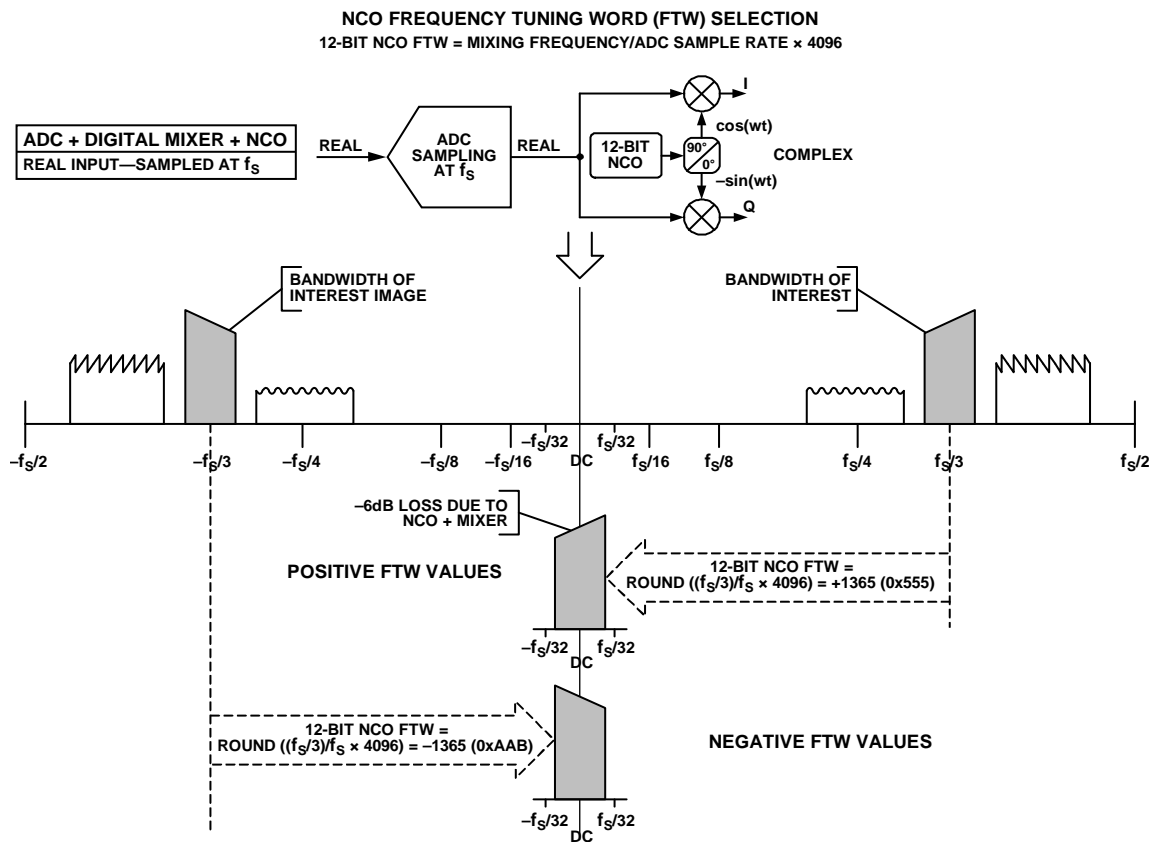 NCO FREQUENCY TUNING WORD (FTW) SELECTION
12-BIT NCO FTW = MIXING FREQUENCY/ADC SAMPLE RATE × 4096
ADC + DIGITAL MIXER + NCO
REAL INPUT—SAMPLED AT fS
REAL
ADC
SAMPLING
AT fS
REAL
12-BIT
NCO
90°
0°
I
cos(wt)
COMPLEX
–sin(wt)
Q
BANDWIDTH OF
INTEREST IMAGE
BANDWIDTH OF
INTEREST
–fS/2
–fS/3
–fS/4
–fS/8
–fS/16
–fS/32
DC
fS/32
fS/16
fS/8
fS/4
fS/3
fS/2
–6dB LOSS DUE TO
NCO + MIXER
POSITIVE FTW VALUES
12-BIT NCO FTW =
ROUND ((fS/3)/fS × 4096) = +1365 (0x555)
–fS/32
DC
fS/32
12-BIT NCO FTW =
ROUND ((fS/3)/fS × 4096) = –1365 (0xAAB)
NEGATIVE FTW VALUES
–fS/32
DC
fS/32